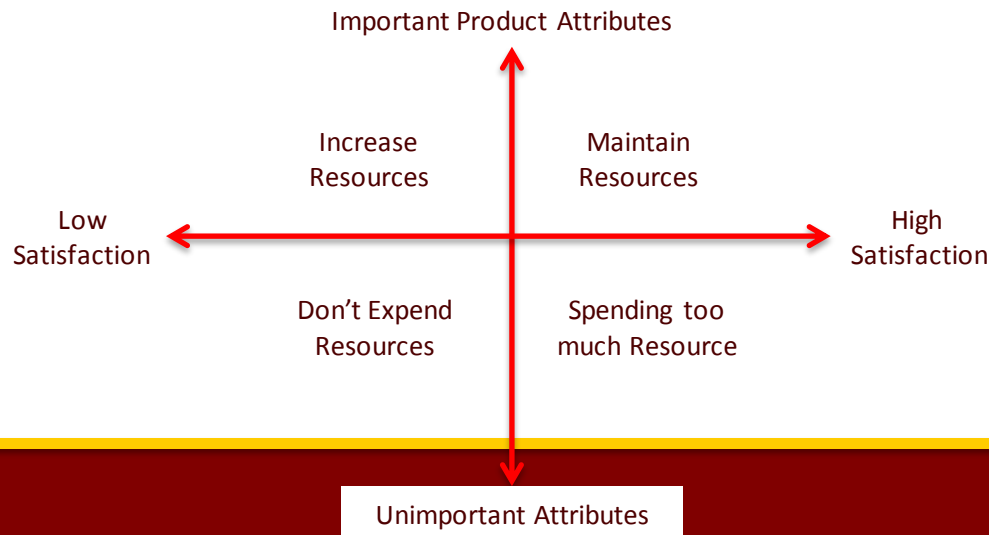 Important Product Attributes
Increase
Resources
Maintain
Resources
Low
Satisfaction
High
Satisfaction
Don't Expend
Resources
Spending too
much Resource
Unimportant Attributes